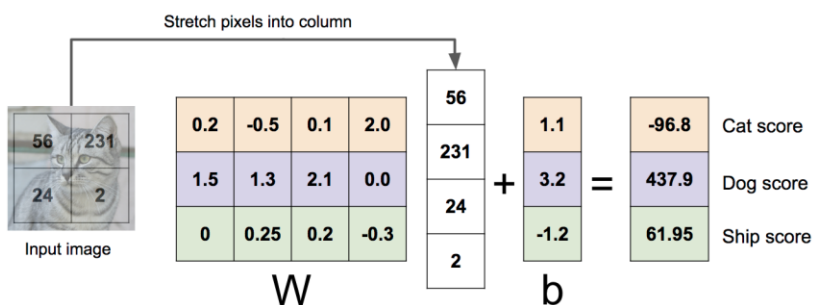 Stretch pixels into column
56 231
24 2
Input image
0.2 -0.5 0.1 2.0
1.5 1.3 2.1 0.0
0 0.25 0.2 -0.3
W
56
231
24
2
+
1.1
3.2
-1.2
b
=
-96.8 Cat score
437.9 Dog score
61.95 Ship score